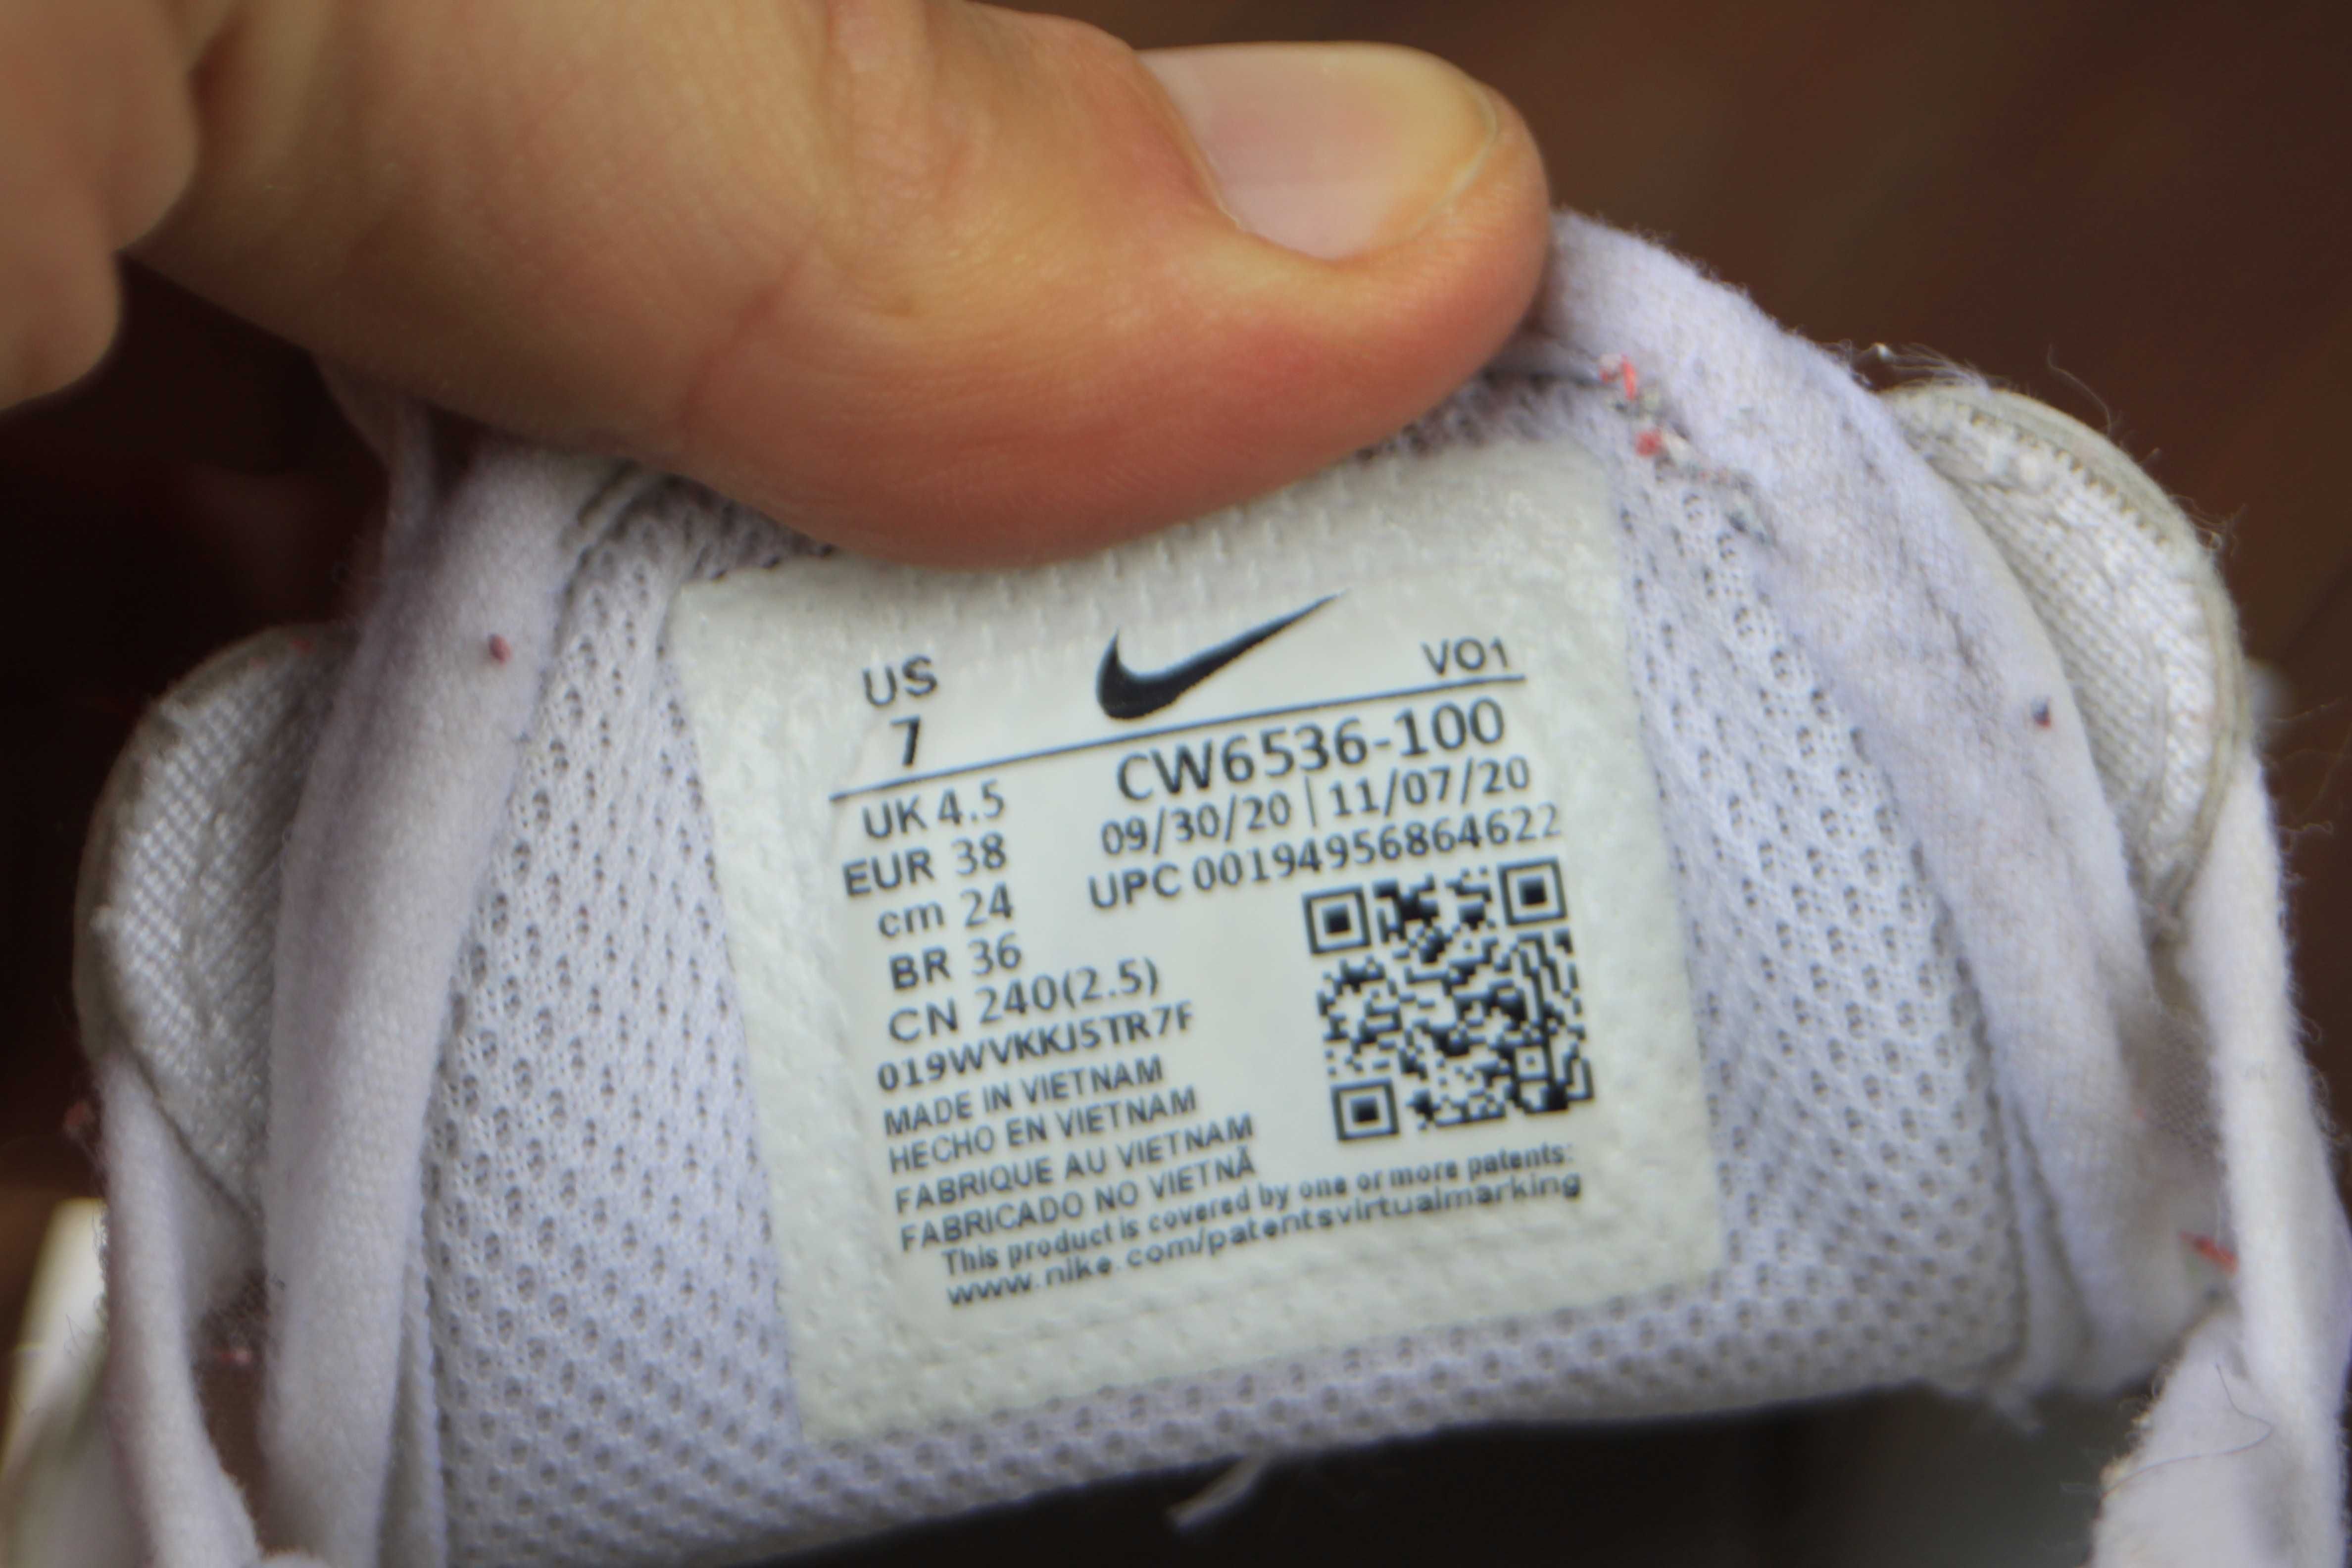 US
7
VO1
CW6536-100
09/30/20 | 11/07/20
UPC 00194956864622
UK 4.5
EUR 38
cm 24
BR 36
CN 240(2.5)
019WVKKJ5TR7F
MADE IN VIETNAM
HECHO EN VIETNAM
FABRIQUE AU VIETNAM
FABRICADO NO VIETNÃ
This product is covered by one or more patents:
www.nike.com/patentsvirtualmarking